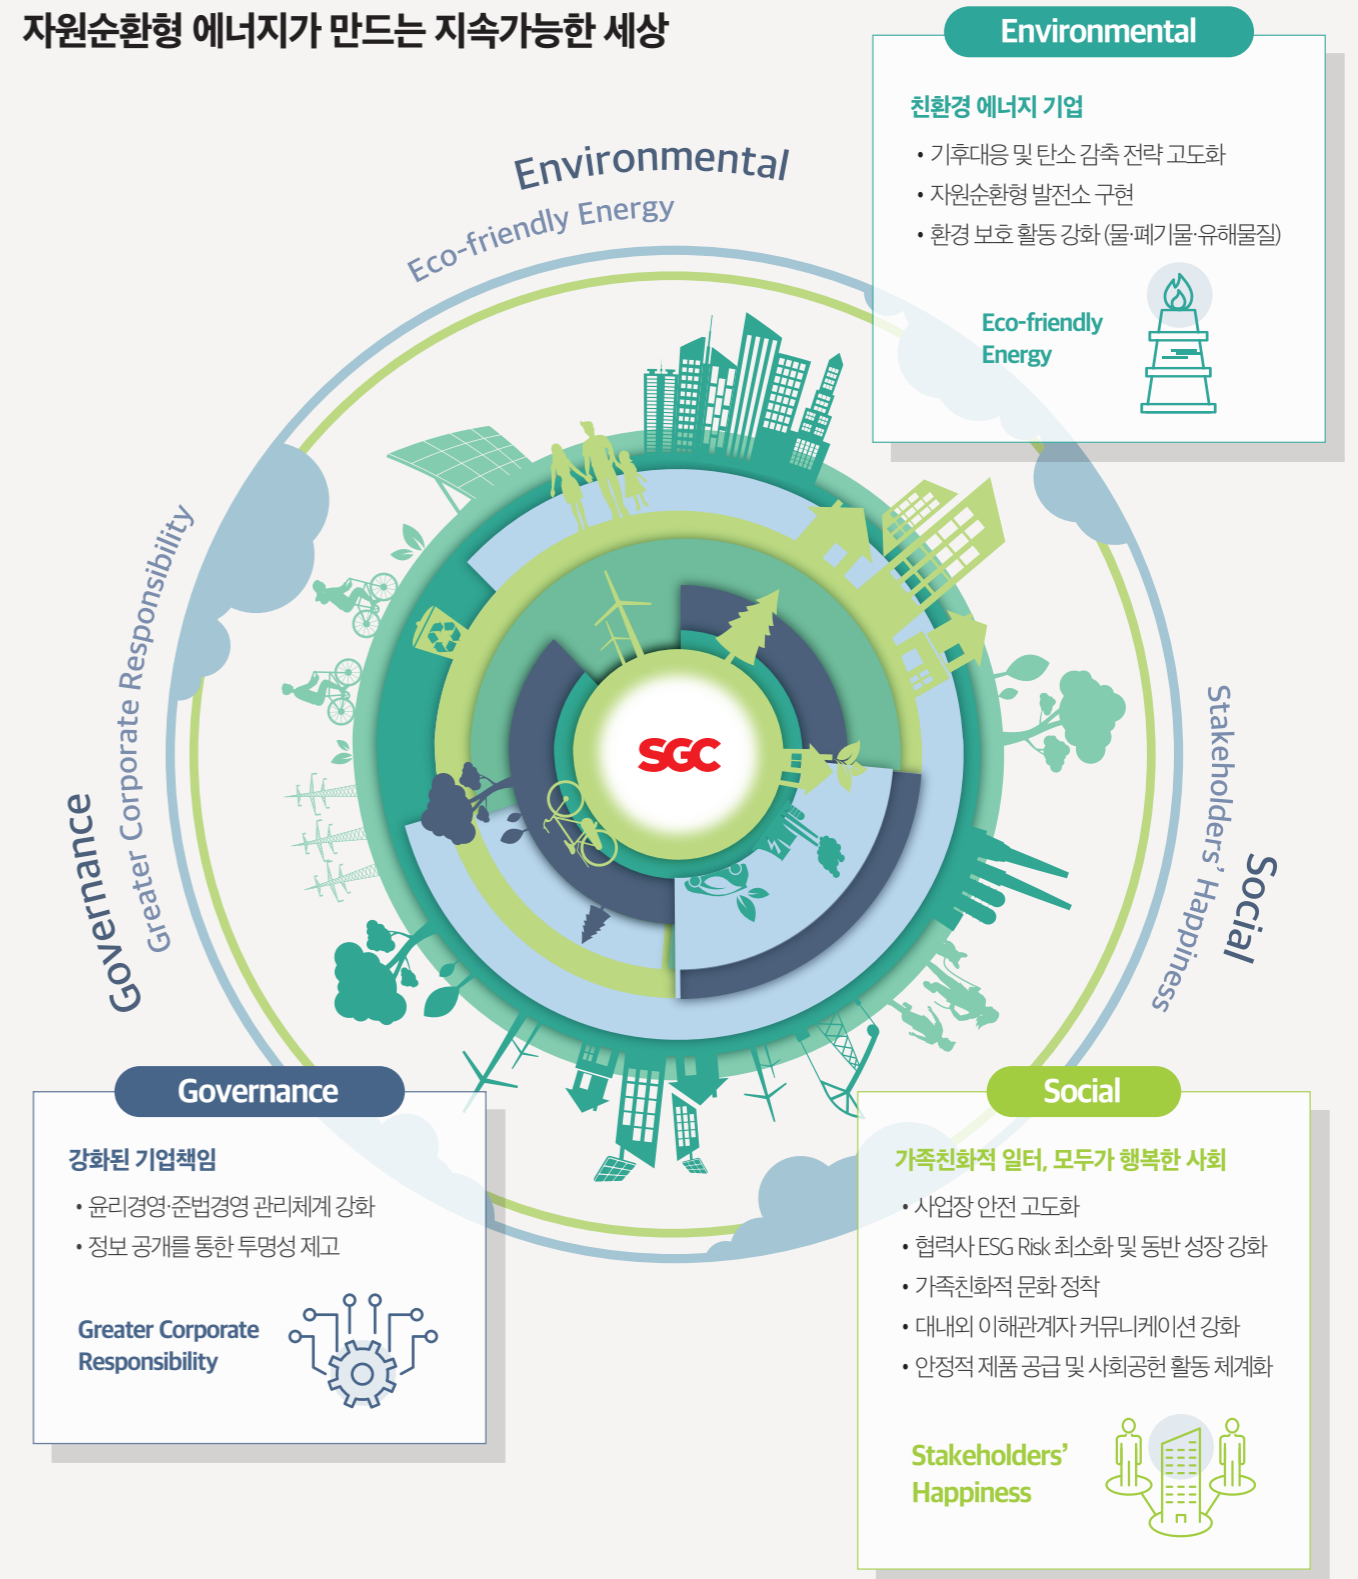 자원순환형 에너지가 만드는 지속가능한 세상
Environmental
친환경 에너지 기업
• 기후대응 및 탄소 감축 전략 고도화
• 자원순환형 발전소 구현
• 환경 보호 활동 강화 (물·폐기물·유해물질)
Eco-friendly
Energy
Environmental
Eco-friendly Energy
Governance
Greater Corporate Responsibility
SGC
Stakeholders’ Happiness
Social
Governance
강화된 기업책임
• 윤리경영·준법경영 관리체계 강화
• 정보 공개를 통한 투명성 제고
Greater Corporate
Responsibility
Social
가족친화적 일터, 모두가 행복한 사회
• 사업장 안전 고도화
• 협력사 ESG Risk 최소화 및 동반 성장 강화
• 가족친화적 문화 정착
• 대내외 이해관계자 커뮤니케이션 강화
• 안정적 제품 공급 및 사회공헌 활동 체계화
Stakeholders’
Happiness